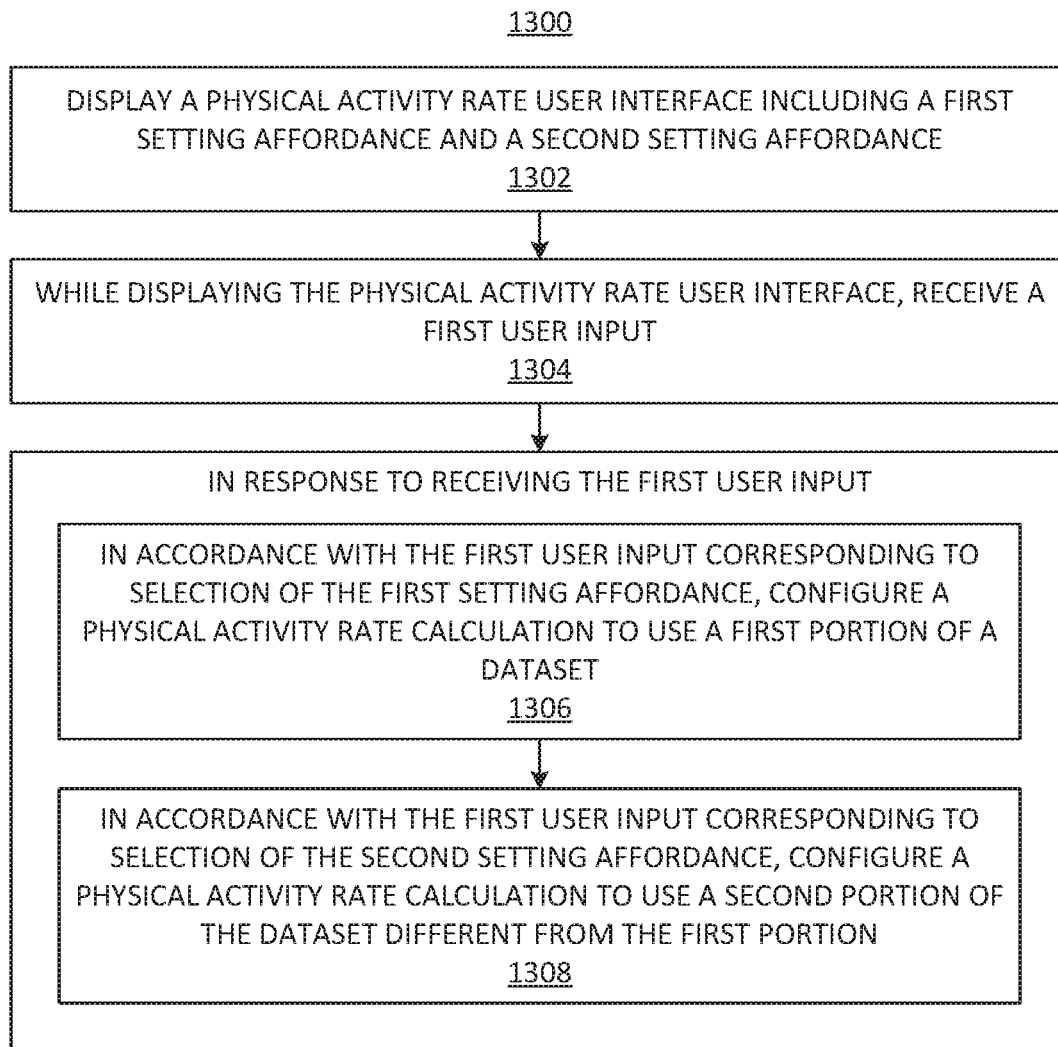 1300
DISPLAY A PHYSICAL ACTIVITY RATE USER INTERFACE INCLUDING A FIRST
SETTING AFFORDANCE AND A SECOND SETTING AFFORDANCE
1302
WHILE DISPLAYING THE PHYSICAL ACTIVITY RATE USER INTERFACE, RECEIVE A
FIRST USER INPUT
1304
IN RESPONSE TO RECEIVING THE FIRST USER INPUT
IN ACCORDANCE WITH THE FIRST USER INPUT CORRESPONDING TO
SELECTION OF THE FIRST SETTING AFFORDANCE, CONFIGURE A
PHYSICAL ACTIVITY RATE CALCULATION TO USE A FIRST PORTION OF A
DATASET
1306
IN ACCORDANCE WITH THE FIRST USER INPUT CORRESPONDING TO
SELECTION OF THE SECOND SETTING AFFORDANCE, CONFIGURE A
PHYSICAL ACTIVITY RATE CALCULATION TO USE A SECOND PORTION OF
THE DATASET DIFFERENT FROM THE FIRST PORTION
1308